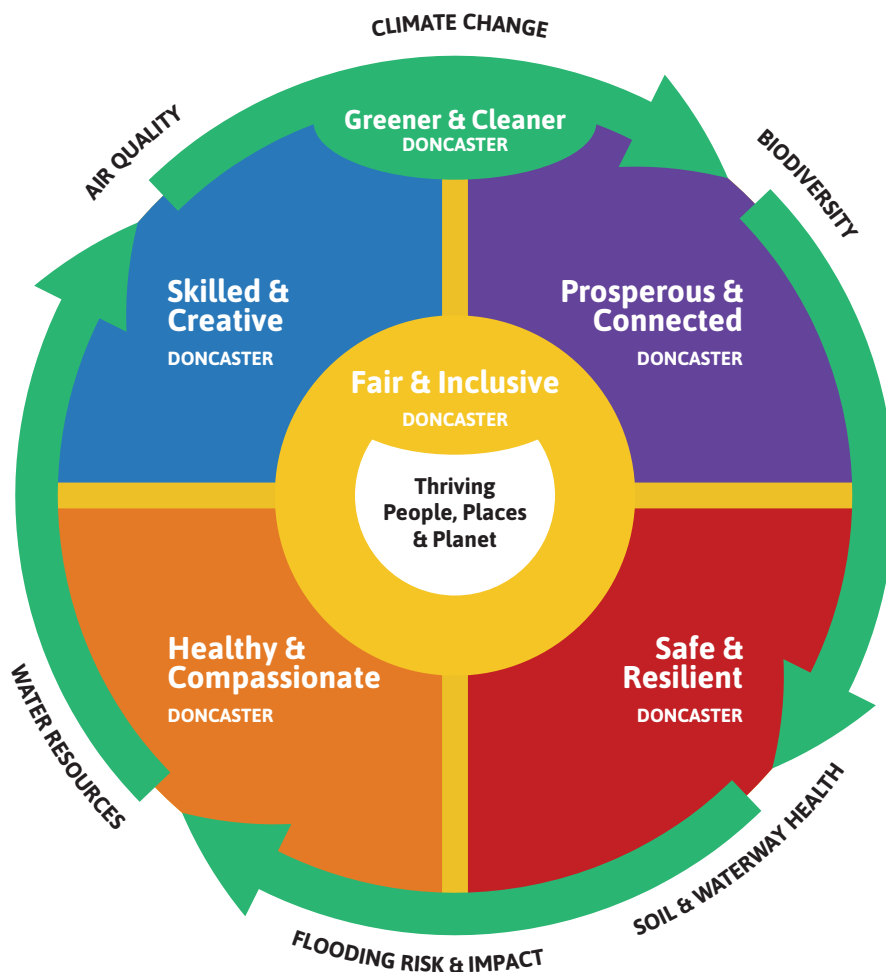 CLIMATE CHANGE
AIR QUALITY
BIODIVERSITY
Greener & Cleaner
DONCASTER
Skilled &
Creative
DONCASTER
Prosperous &
Connected
DONCASTER
Fair & Inclusive
DONCASTER
Thriving
People, Places
& Planet
Healthy &
Compassionate
DONCASTER
Safe &
Resilient
DONCASTER
WATER RESOURCES
SOIL & WATERWAY HEALTH
FLOODING RISK & IMPACT